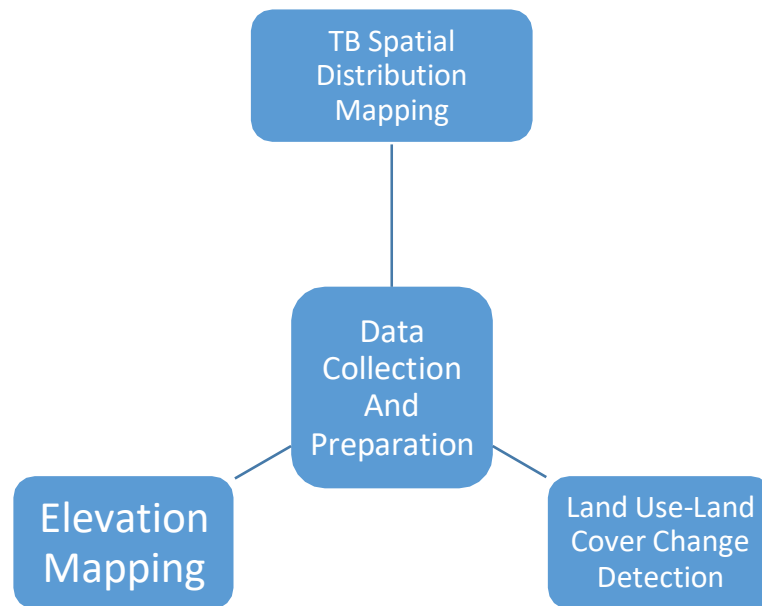 TB Spatial
Distribution
Mapping
Data
Collection
And
Preparation
Elevation
Mapping
Land Use-Land
Cover Change
Detection